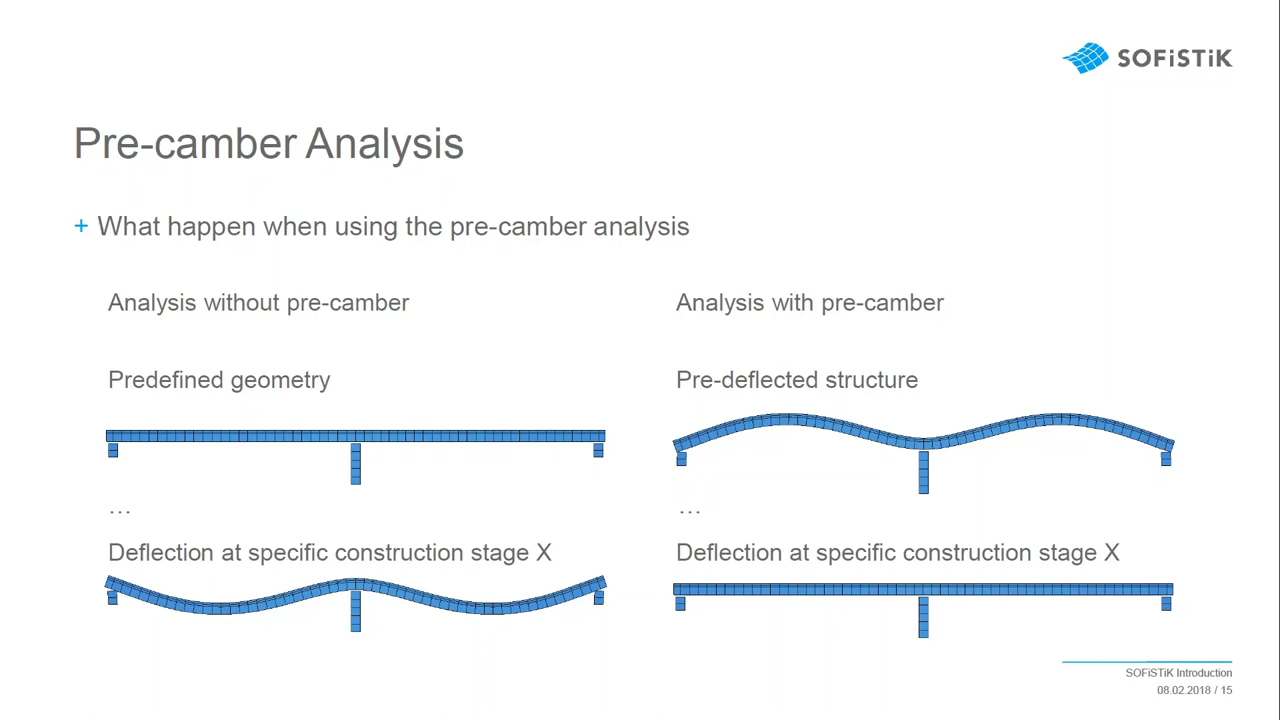 SOFiSTiK
Pre-camber Analysis
+ What happen when using the pre-camber analysis
Analysis without pre-camber
Predefined geometry
...
Deflection at specific construction stage X
Analysis with pre-camber
Pre-deflected structure
...
Deflection at specific construction stage X
SOFiSTiK Introduction
08.02.2018 / 15